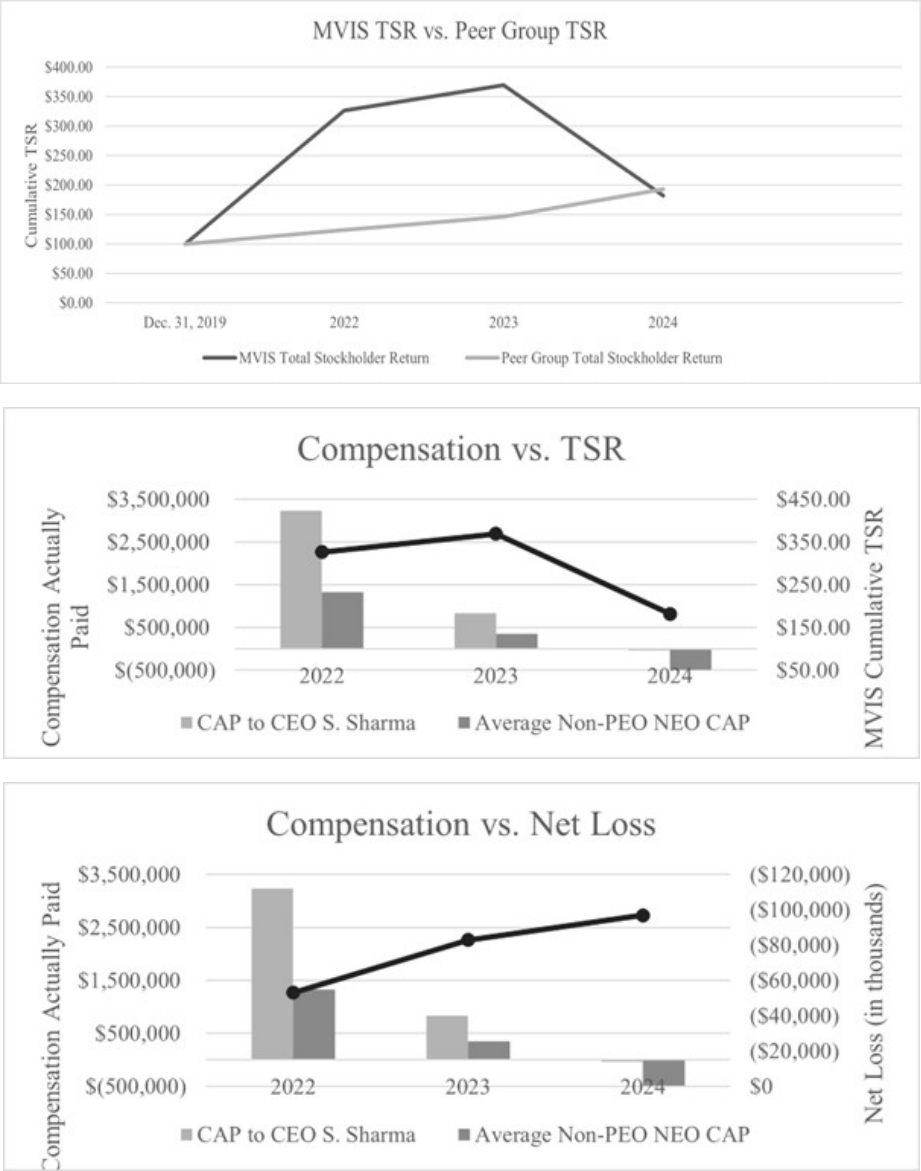 MVIS TSR vs. Peer Group TSR
Cumulative TSR
$400.00
$350.00
$300.00
$250.00
$200.00
$150.00
$100.00
$50.00
$0.00
Dec. 31, 2019 2022 2023 2024
MVIS Total Stockholder Return Peer Group Total Stockholder Return
Compensation vs. TSR
Compensation Actually
Paid
$3,500,000
$2,500,000
$1,500,000
$500,000
$(500,000)
$450.00
$350.00
$250.00
$150.00
$50.00
MVIS Cumulative TSR
2022 2023 2024
CAP to CEO S. Sharma Average Non-PEO NEO CAP
Compensation vs. Net Loss
Compensation Actually Paid
$3,500,000
$2,500,000
$1,500,000
$500,000
$(500,000)
($120,000)
($100,000)
($80,000)
($60,000)
($40,000)
($20,000)
$0
Net Loss (in thousands)
2022 2023 2024
CAP to CEO S. Sharma Average Non-PEO NEO CAP